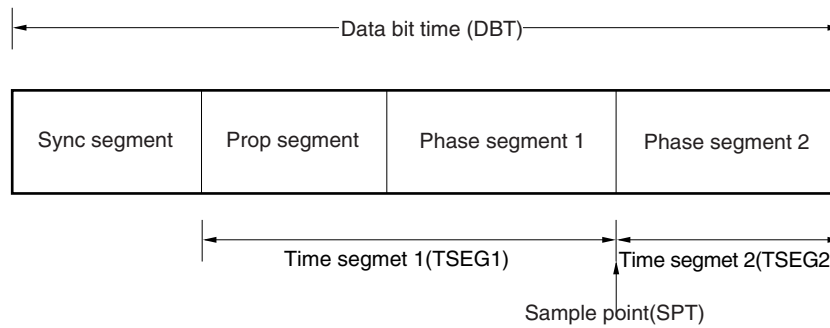 Data bit time (DBT)
Sync segment
Prop segment
Phase segment 1
Phase segment 2
Time segmet 1(TSEG1)
Time segmet 2(TSEG2
Sample point(SPT)